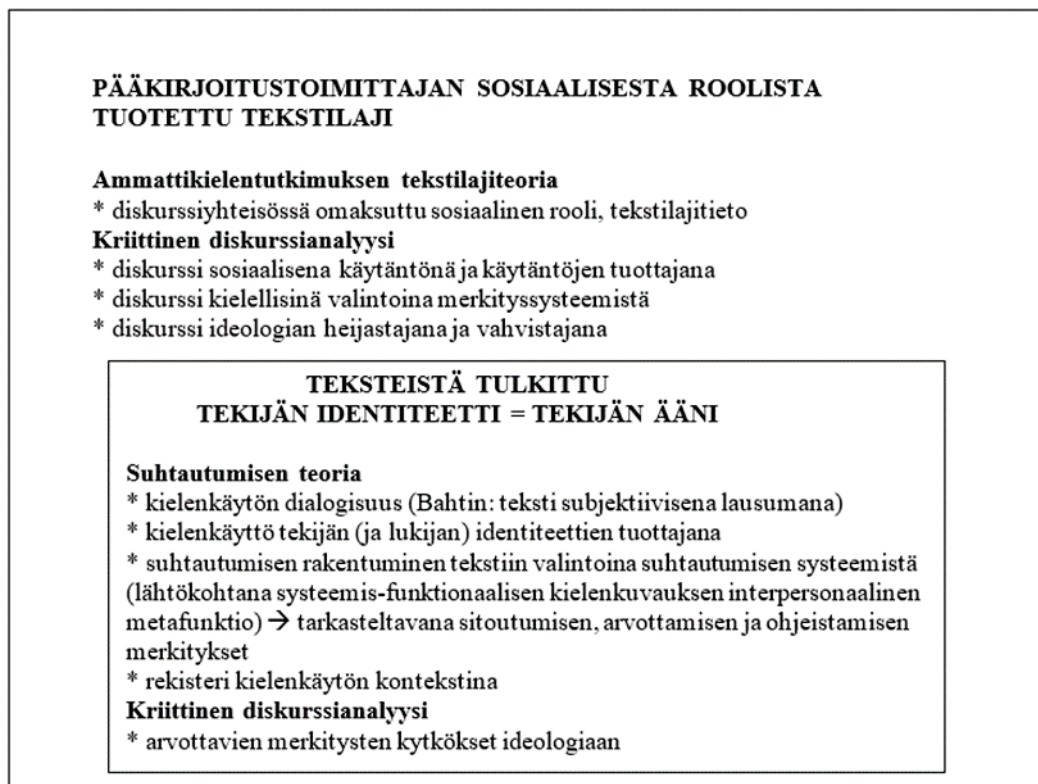 PÄÄKIRJOITUSTOIMITTAJAN SOSIAALISESTA ROOLISTA
TUOTETTU TEKSTILAJI
Ammattikielentutkimuksen tekstilajiteoria
* diskurssiyhteisössä omaksuttu sosiaalinen rooli, tekstilajitieto
Kriittinen diskurssianalyysi
* diskurssi sosiaalisena käytäntönä ja käytäntöjen tuottajana
* diskurssi kielellisinä valintoina merkityssysteemistä
* diskurssi ideologian heijastajana ja vahvistajana
TEKSTEISTÄ TULKITTU
TEKIJÄN IDENTITEETTI = TEKIJÄN ÄÄNI
Suhtautumisen teoria
* kielenkäytön dialogisuus (Bahtin: teksti subjektiivisena lausumana)
* kielenkäyttö tekijän (ja lukijan) identiteettien tuottajana
* suhtautumisen rakentuminen tekstiin valintoina suhtautumisen systeemistä
(lähtökohtana systeemis-funktionaalisen kielenkuvauksen interpersonaalinen
metafunktio) → tarkasteltavana sitoutumisen, arvottamisen ja ohjeistamisen
merkitykset
* rekisteri kielenkäytön kontekstina
Kriittinen diskurssianalyysi
* arvottavien merkitysten kytkökset ideologiaan